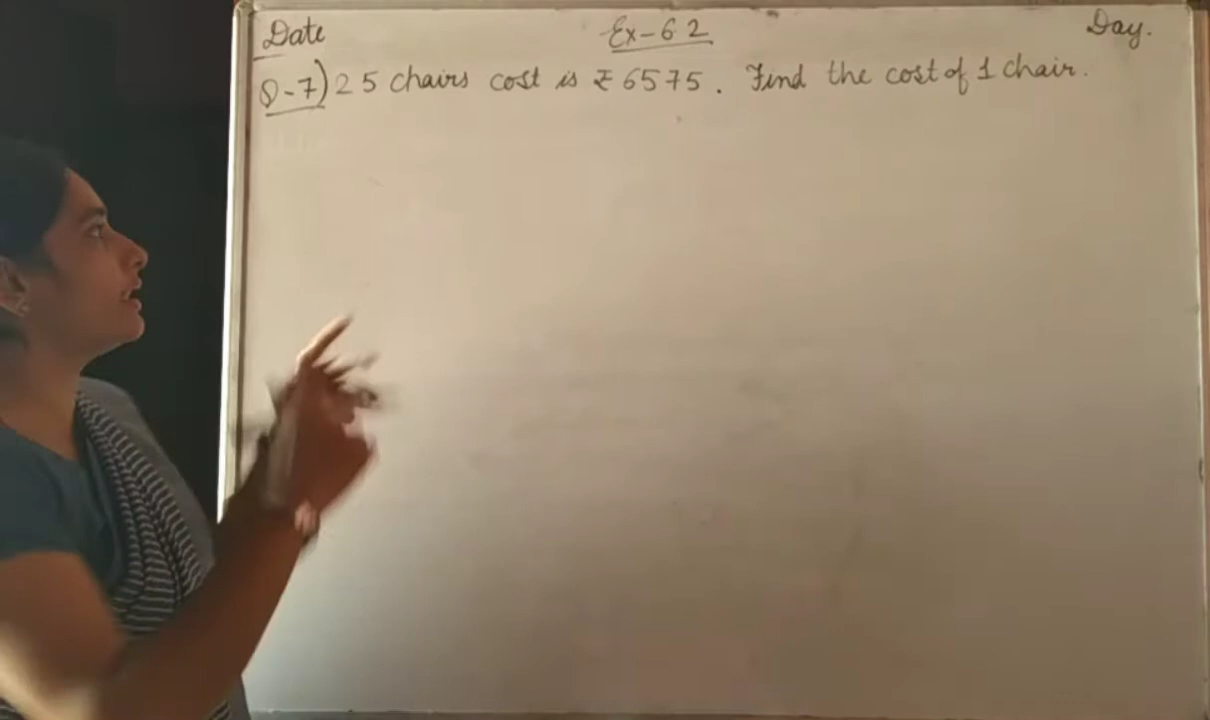 Date Ex-6.2 Day.
Q-7) 25 chairs cost is ₹ 6575. Find the cost of 1 chair.